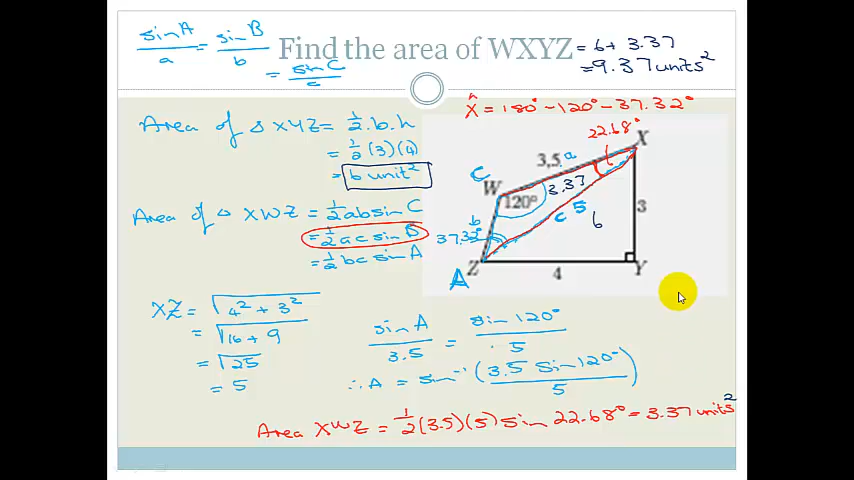 sin A / a = sin B / b
= sin C / c
Find the area of WXYZ = 6 + 3.37
= 9.37 units²
Area of △ XYZ = 1/2 . b . h
= 1/2 (3)(4)
= 6 unit²
Area of △ XWZ = 1/2 ab sin C
= 1/2 ac sin B
= 1/2 bc sin A
X̂ = 180° - 120° - 37.32°
22.68°
X
3,5 a
C
W
120°
3.37
3
b
c 5
6
37.32°
Z
A
4
Y
XZ = √4² + 3²
= √16 + 9
= √25
= 5
sin A / 3.5 = sin 120° / 5
∴ A = sin⁻¹ (3.5 sin 120° / 5)
Area XWZ = 1/2 (3.5)(5) sin 22.68° = 3.37 units²